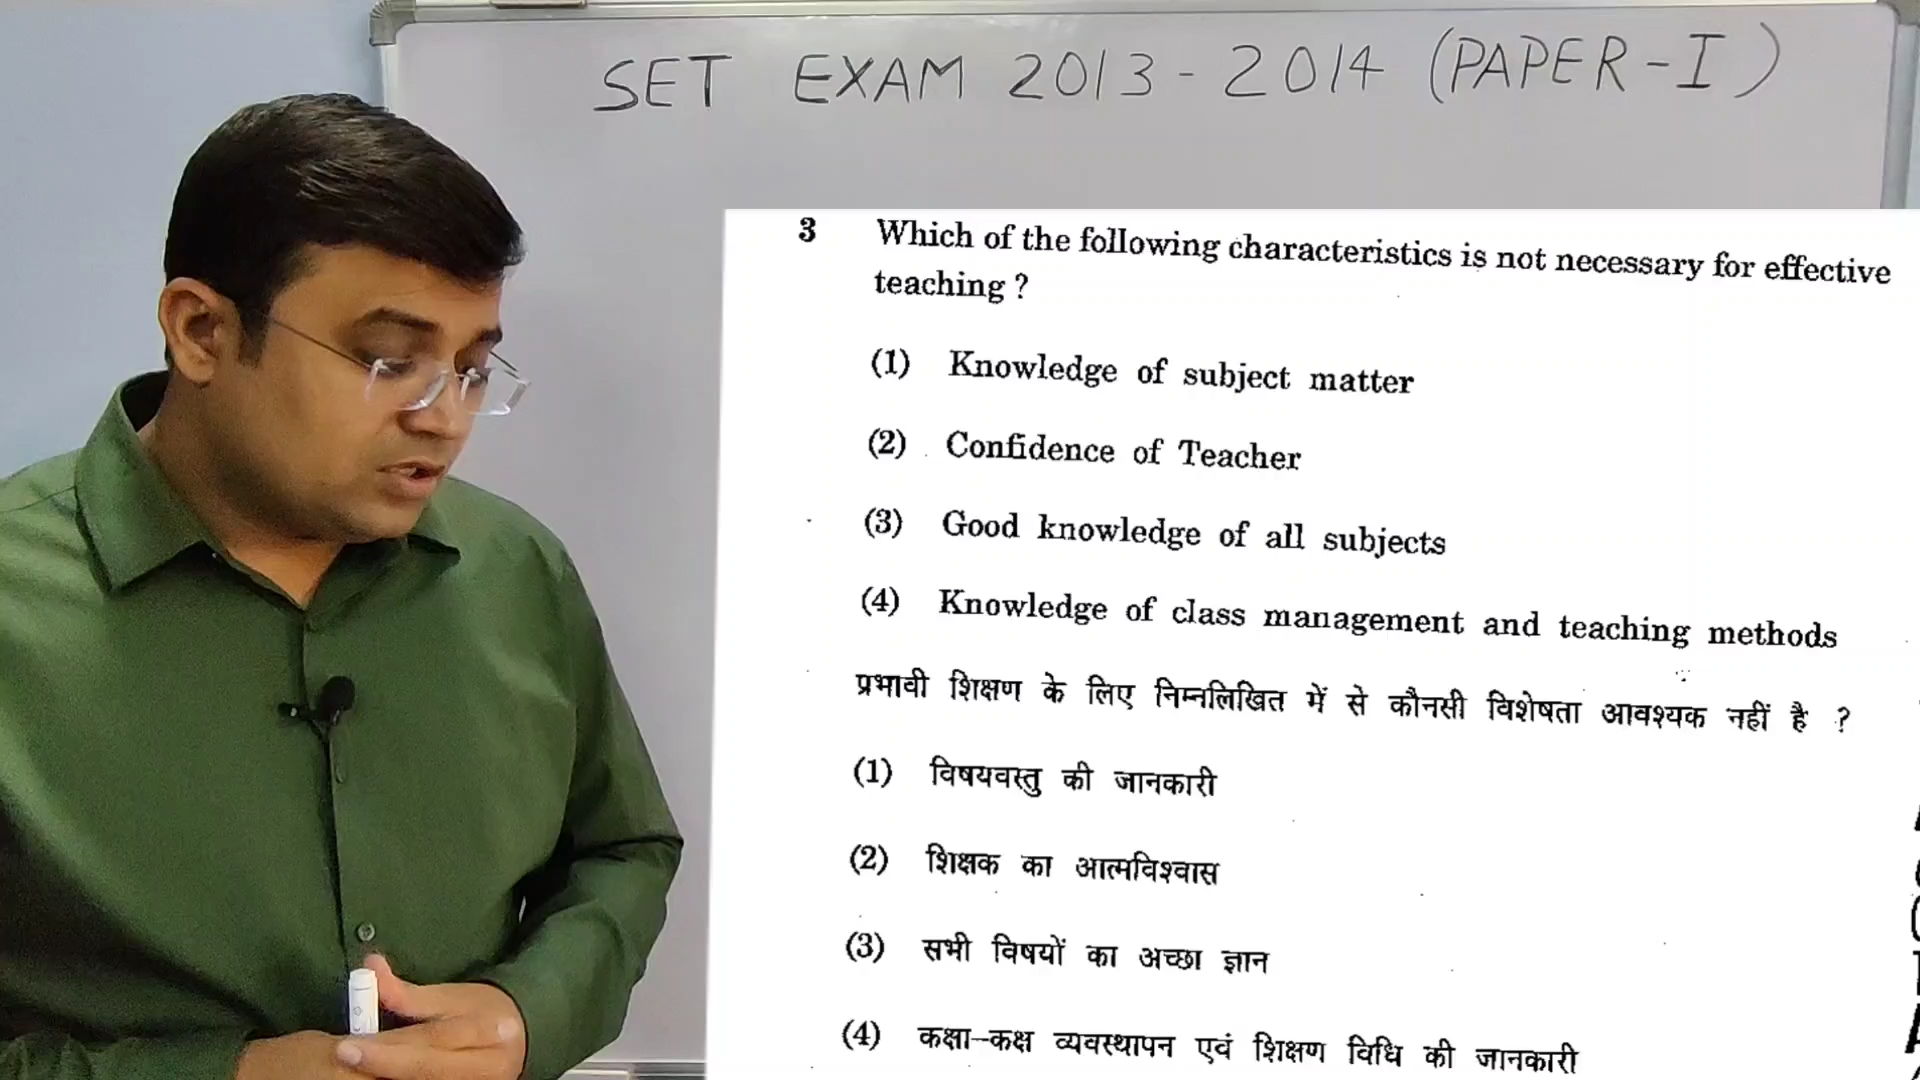 SET EXAM 2013-2014 (PAPER-I)
3 Which of the following characteristics is not necessary for effective
teaching ?
(1) Knowledge of subject matter
(2) Confidence of Teacher
(3) Good knowledge of all subjects
(4) Knowledge of class management and teaching methods
प्रभावी शिक्षण के लिए निम्नलिखित में से कौनसी विशेषता आवश्यक नहीं है ?
(1) विषयवस्तु की जानकारी
(2) शिक्षक का आत्मविश्वास
(3) सभी विषयों का अच्छा ज्ञान
(4) कक्षा-कक्ष व्यवस्थापन एवं शिक्षण विधि की जानकारी